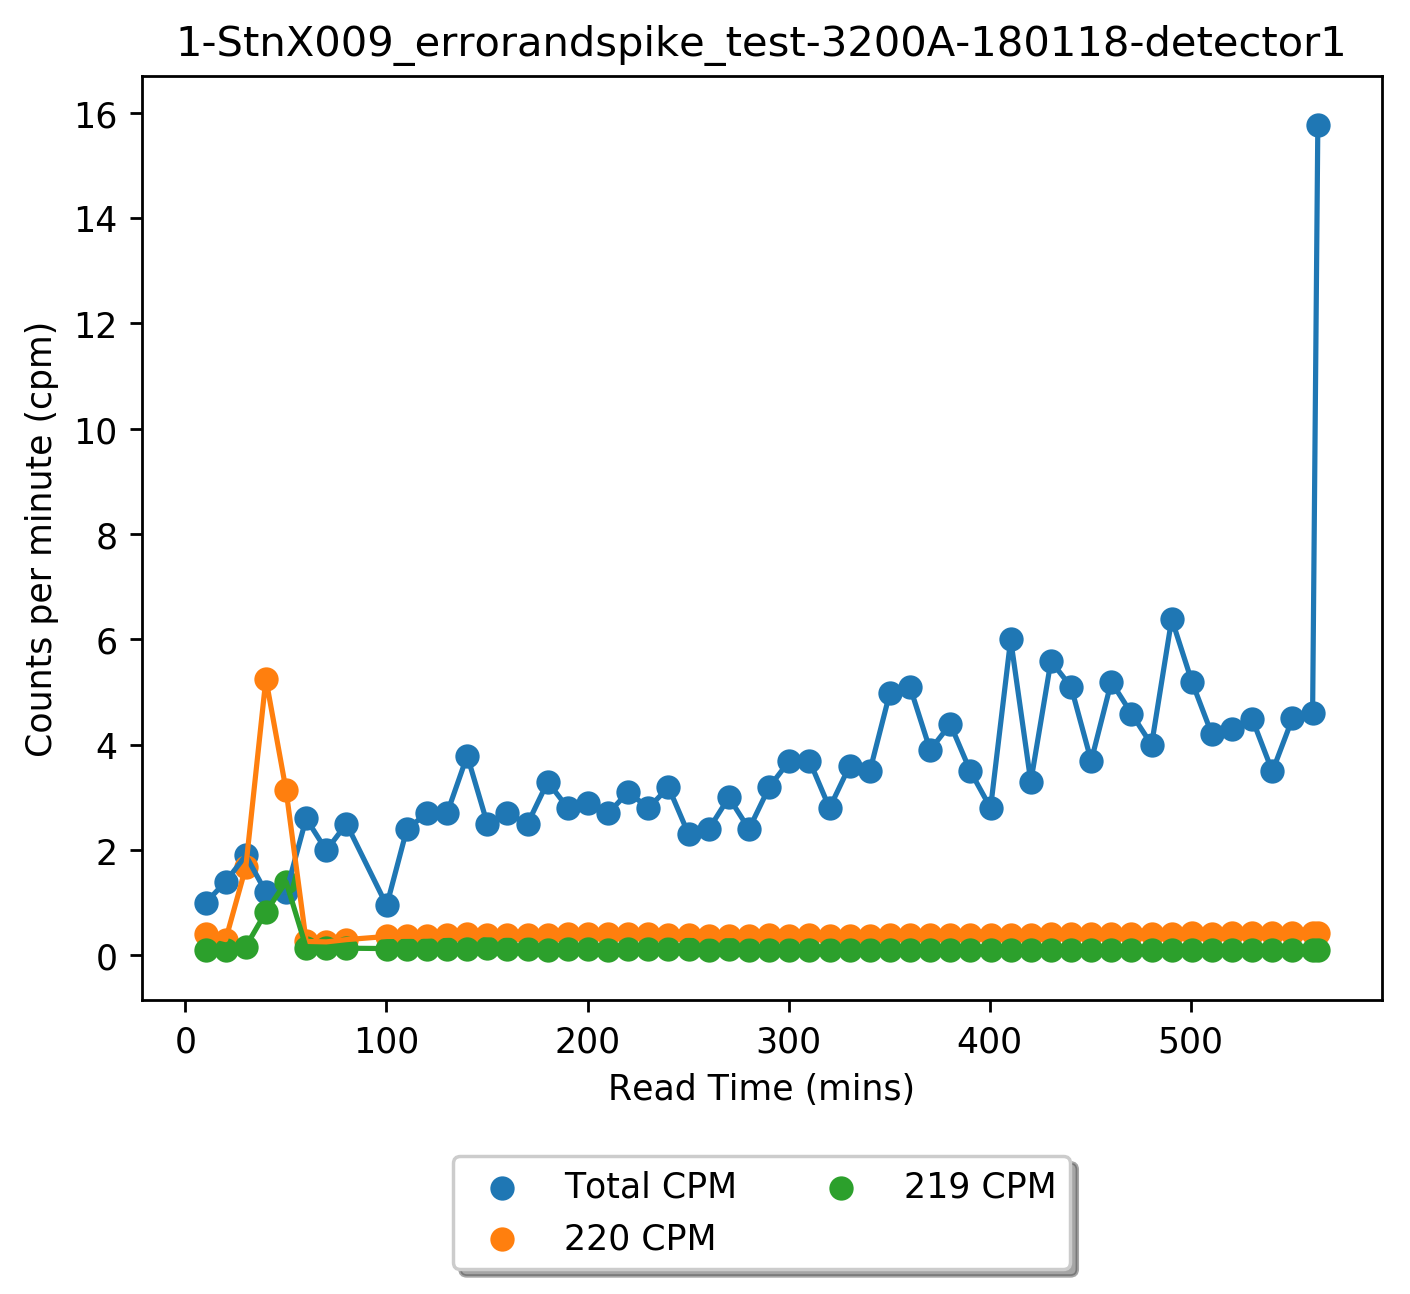 1-StnX009_errorandspike_test-3200A-180118-detector1
16
14
12
10
8
6
4
2
0
Counts per minute (cpm)
0 100 200 300 400 500
Read Time (mins)
Total CPM 219 CPM
220 CPM